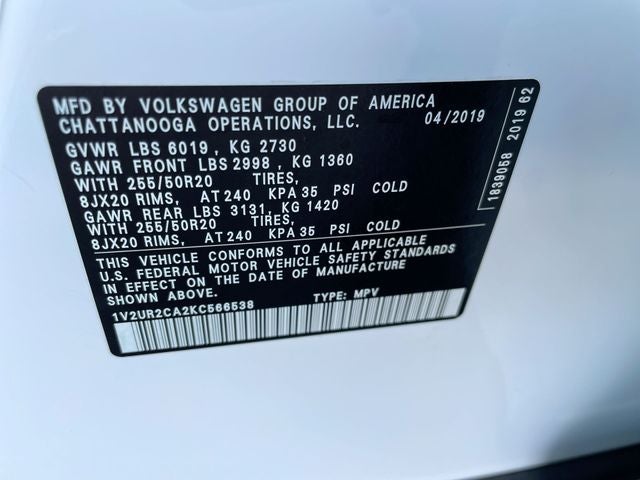 MFD BY VOLKSWAGEN GROUP OF AMERICA
CHATTANOOGA OPERATIONS, LLC. 04/2019
GVWR LBS 6019, KG 2730
GAWR FRONT LBS 2998, KG 1360
WITH 255/50R20 TIRES,
8JX20 RIMS, AT 240 KPA 35 PSI COLD
GAWR REAR LBS 3131, KG 1420
WITH 255/50R20 TIRES,
8JX20 RIMS, AT 240 KPA 35 PSI COLD
THIS VEHICLE CONFORMS TO ALL APPLICABLE
U.S. FEDERAL MOTOR VEHICLE SAFETY STANDARDS
IN EFFECT ON THE DATE OF MANUFACTURE
SHOWN ABOVE.
1V2UR2CA2KC566538 TYPE: MPV
1839058 2019 62